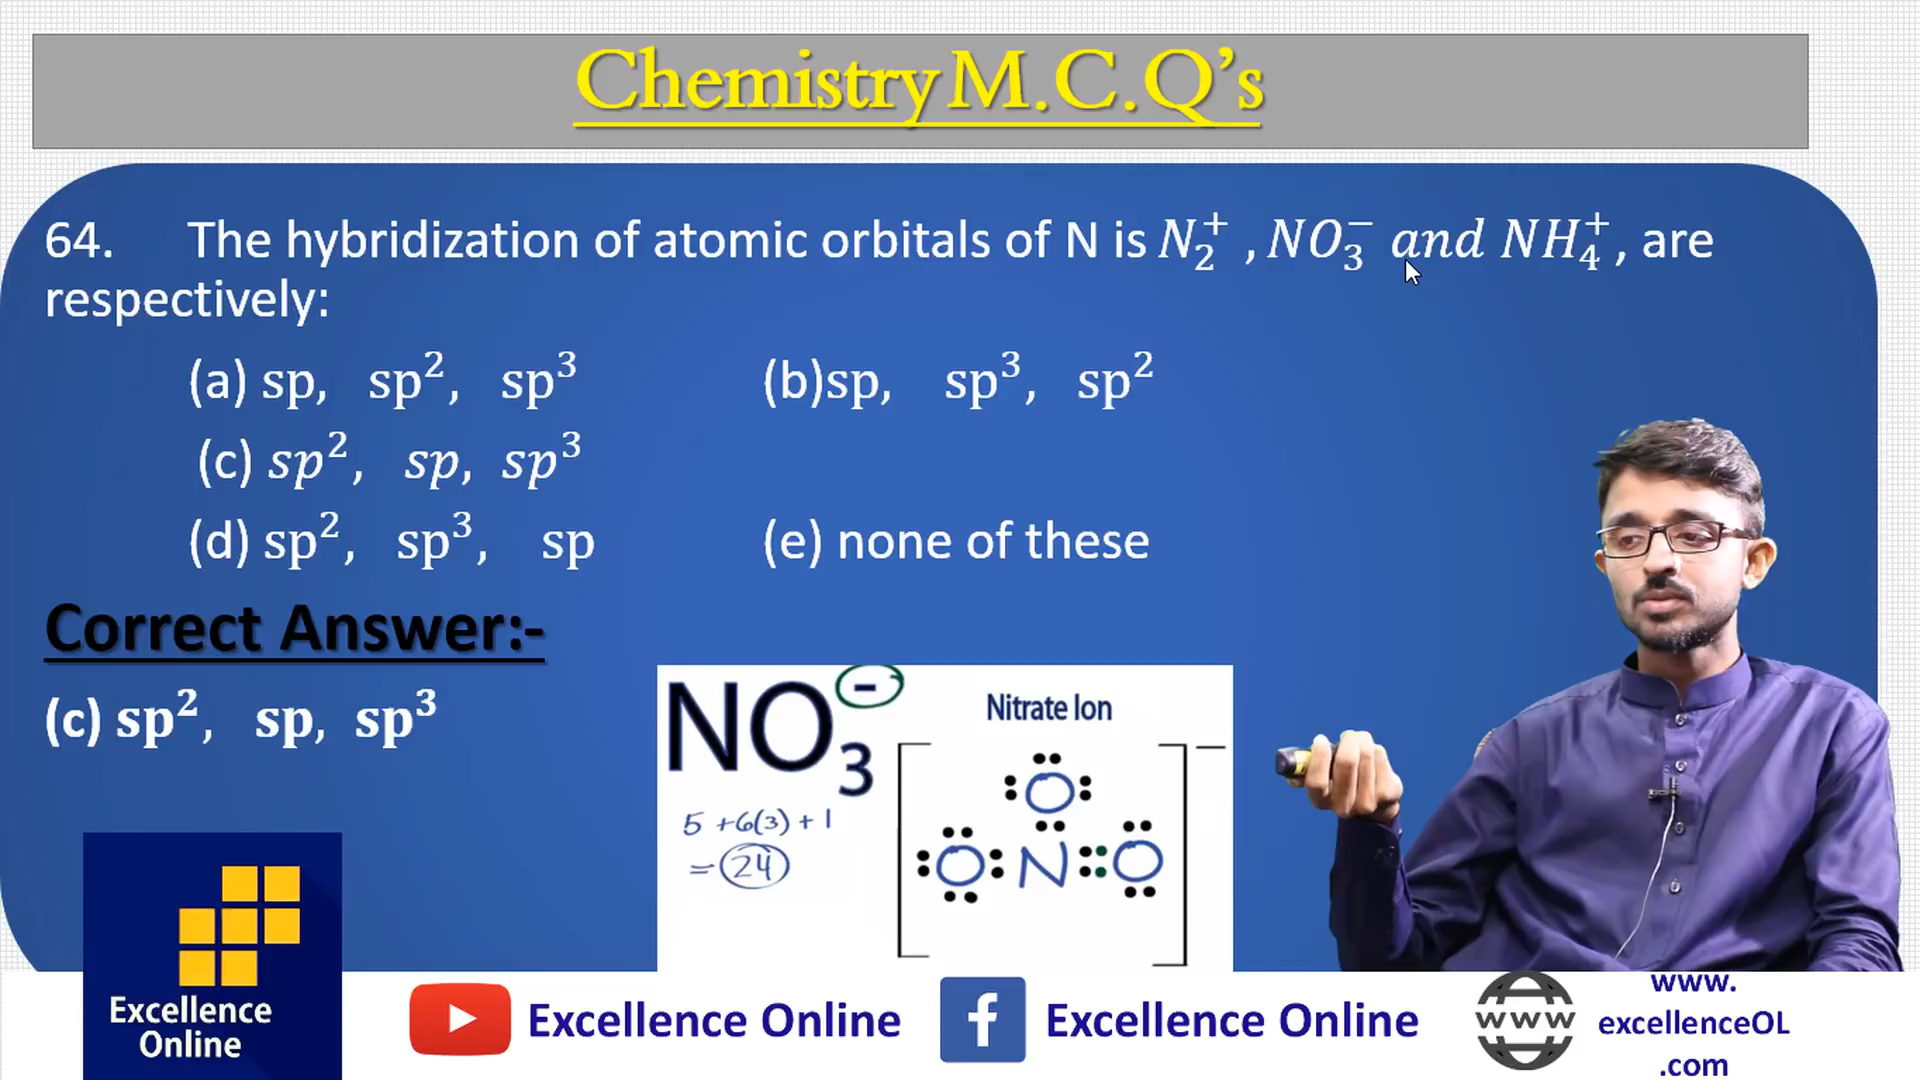 Chemistry M.C.Q's
64. The hybridization of atomic orbitals of N is N₂⁺ , NO₃⁻ and NH₄⁺ , are
respectively:
(a) sp, sp², sp³ (b)sp, sp³, sp²
(c) sp², sp, sp³
(d) sp², sp³, sp (e) none of these
Correct Answer:-
(c) sp², sp, sp³
NO₃⁻
5 +6(3) + 1
= 24
Nitrate Ion
O
O N O
−
Excellence
Online
Excellence Online
f
Excellence Online
www
www.
excellenceOL
.com